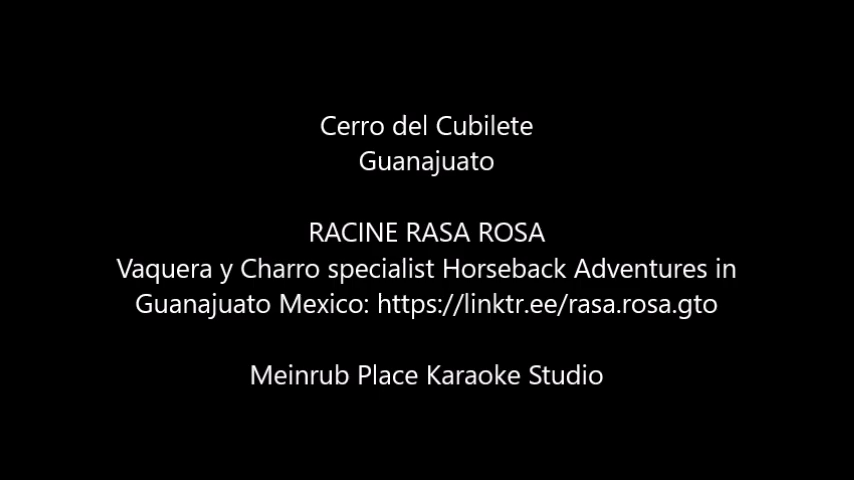 Cerro del Cubilete
Guanajuato
RACINE RASA ROSA
Vaquera y Charro specialist Horseback Adventures in
Guanajuato Mexico: https://linktr.ee/rasa.rosa.gto
Meinrub Place Karaoke Studio